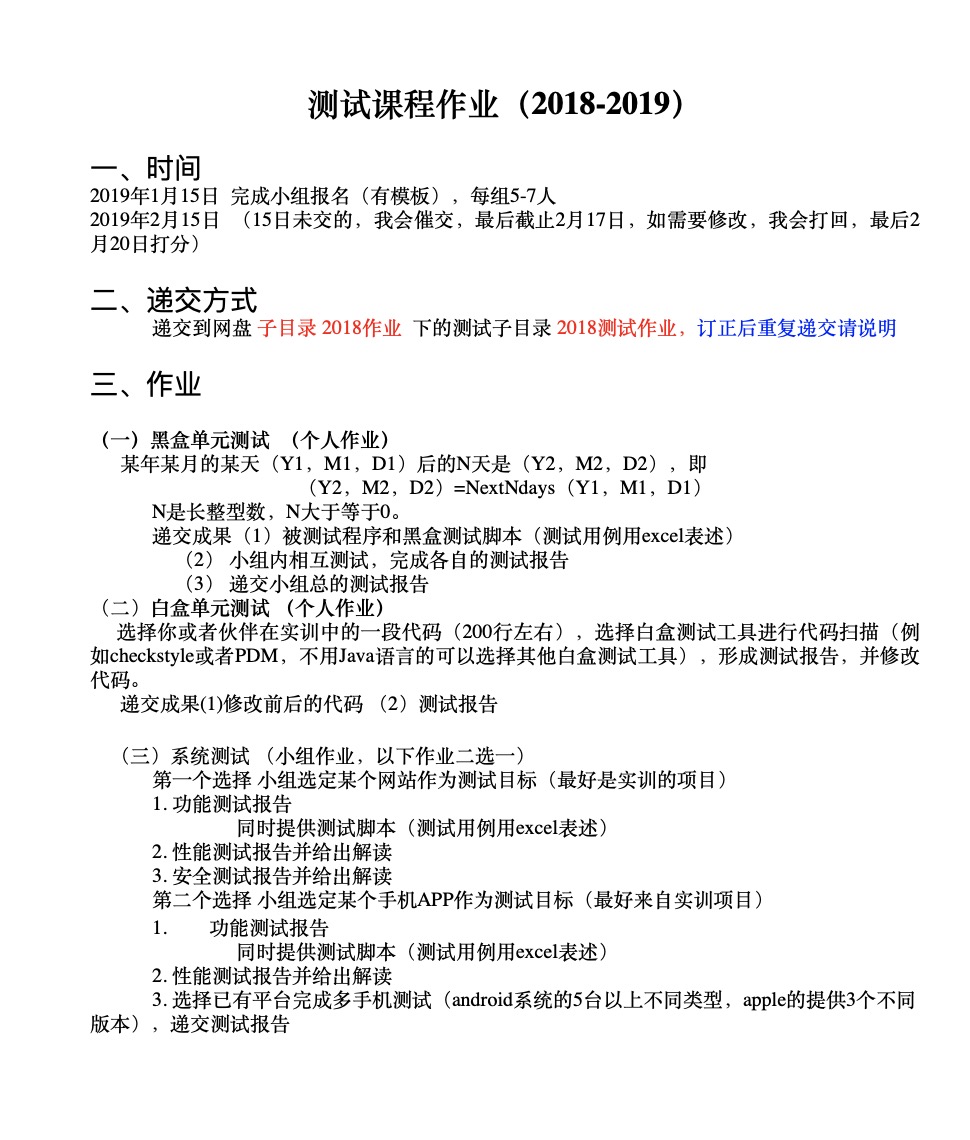 测试课程作业（2018-2019）
一、时间
2019年1月15日 完成小组报名（有模板），每组5-7人
2019年2月15日 （15日未交的，我会催交，最后截止2月17日，如需要修改，我会打回，最后2
月20日打分）
二、递交方式
递交到网盘 子目录 2018作业 下的测试子目录 2018测试作业，订正后重复递交请说明
三、作业
（一）黑盒单元测试 （个人作业）
某年某月的某天（Y1，M1，D1）后的N天是（Y2，M2，D2），即
（Y2，M2，D2）=NextNdays（Y1，M1，D1）
N是长整型数，N大于等于0。
递交成果（1）被测试程序和黑盒测试脚本（测试用例用excel表述）
（2） 小组内相互测试，完成各自的测试报告
（3） 递交小组总的测试报告
（二）白盒单元测试 （个人作业）
选择你或者伙伴在实训中的一段代码（200行左右），选择白盒测试工具进行代码扫描（例
如checkstyle或者PDM，不用Java语言的可以选择其他白盒测试工具），形成测试报告，并修改
代码。
递交成果(1)修改前后的代码 （2）测试报告
（三）系统测试 （小组作业，以下作业二选一）
第一个选择 小组选定某个网站作为测试目标（最好是实训的项目）
1. 功能测试报告
同时提供测试脚本（测试用例用excel表述）
2. 性能测试报告并给出解读
3. 安全测试报告并给出解读
第二个选择 小组选定某个手机APP作为测试目标（最好来自实训项目）
1. 功能测试报告
同时提供测试脚本（测试用例用excel表述）
2. 性能测试报告并给出解读
3. 选择已有平台完成多手机测试（android系统的5台以上不同类型，apple的提供3个不同
版本），递交测试报告